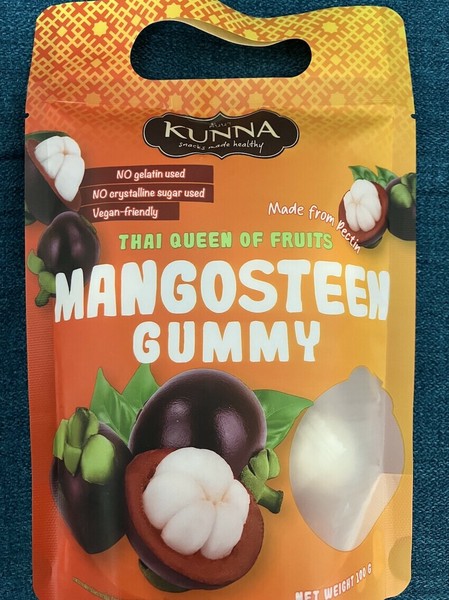 KUNNA
snacks made healthy
NO gelatin used
NO crystalline sugar used
Vegan-friendly
Made from Pectin
THAI QUEEN OF FRUITS
MANGOSTEEN
GUMMY
NET WEIGHT 100 G